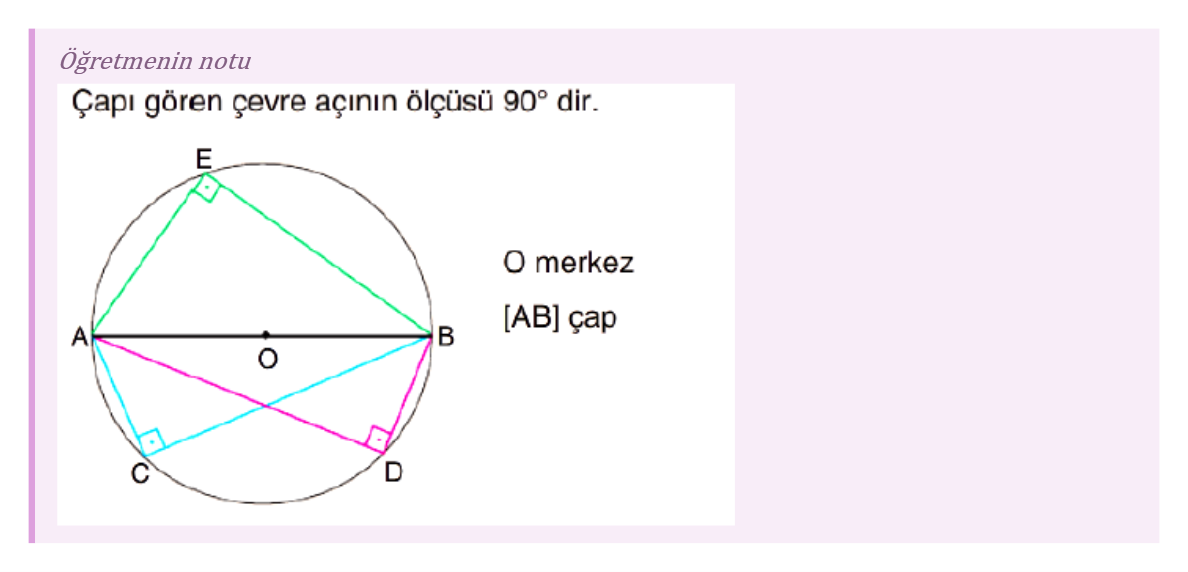 Öğretmenin notu
Çapı gören çevre açının ölçüsü 90° dir.
E
O merkez
[AB] çap
A
B
O
C
D